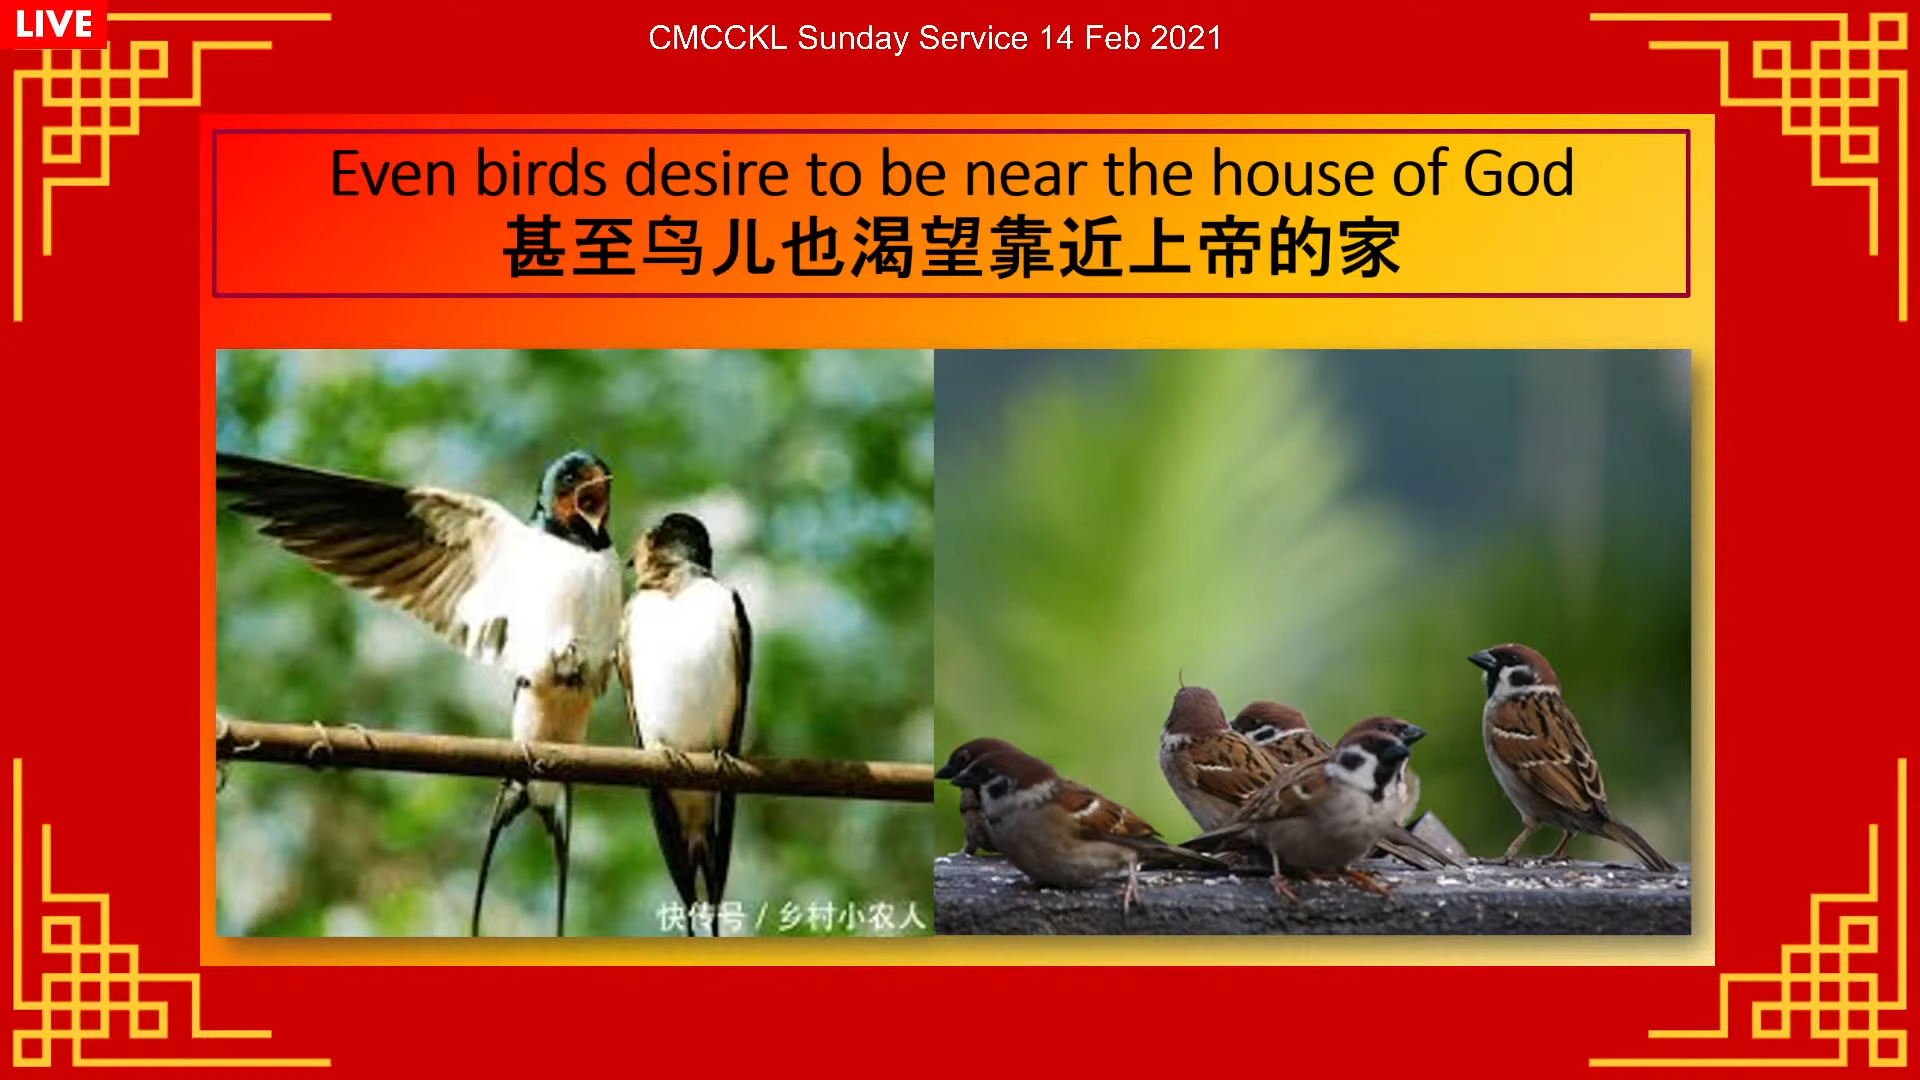 LIVE
CMCCKL Sunday Service 14 Feb 2021
Even birds desire to be near the house of God
甚至鸟儿也渴望靠近上帝的家
快传号 / 乡村小农人